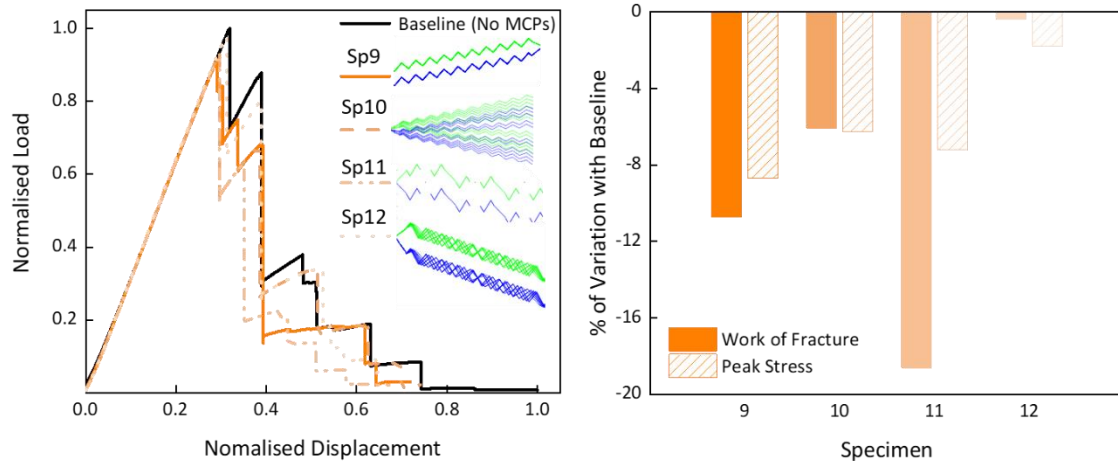 Normalised Load
1.0
0.8
0.6
0.4
0.2
0.0
0.2
0.4
0.6
0.8
1.0
Nomalised Displacement
Baseline (No MCPs)
Sp9
Sp10
Sp11
Sp12
% of Variation with Baseline
0
-4
-8
-12
-16
-20
Work of Fracture
Peak Stress
9
10
11
12
Specimen